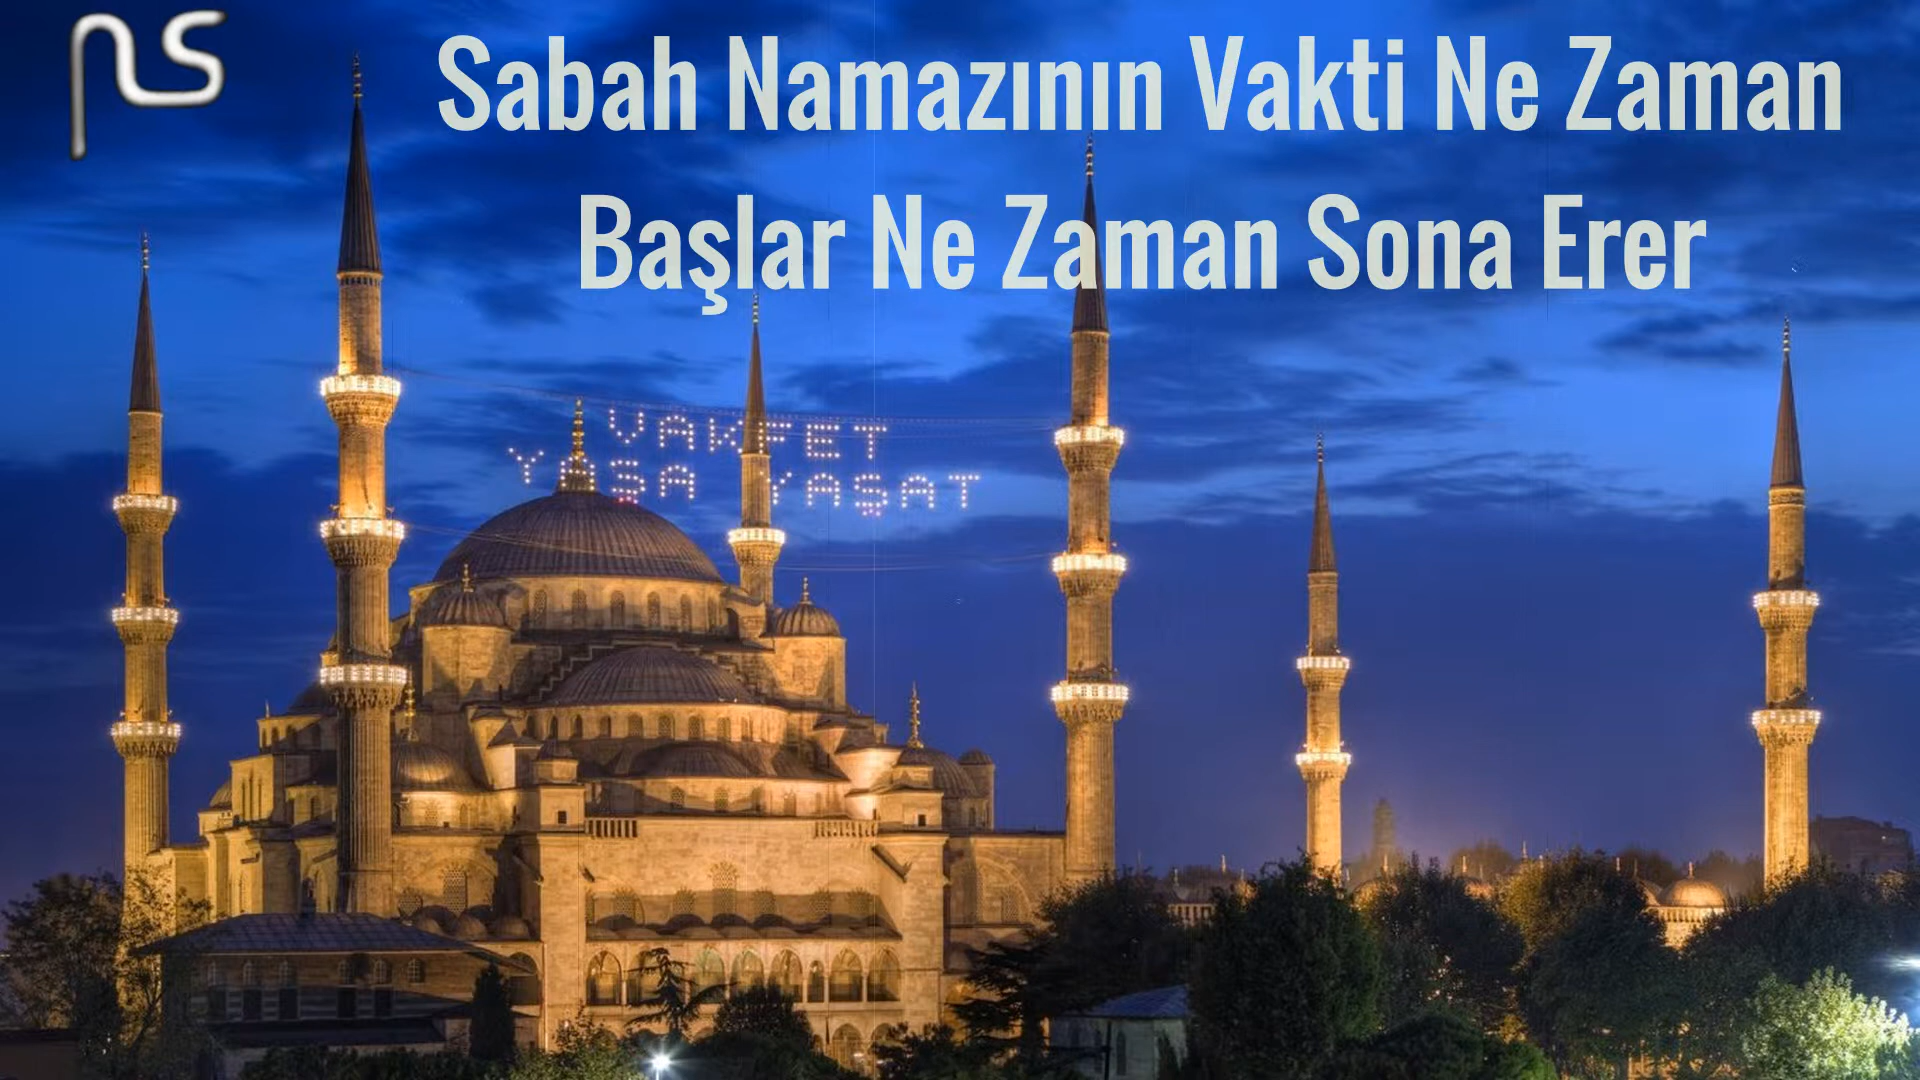 ns
Sabah Namazının Vakti Ne Zaman
Başlar Ne Zaman Sona Erer
VAKFET
YAŞA YAŞAT